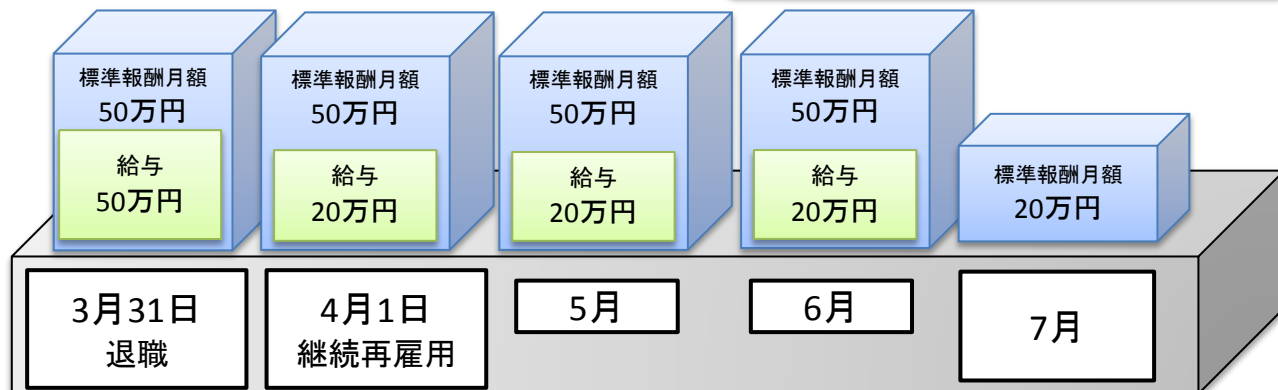 標準報酬月額
50万円
給与
50万円
標準報酬月額
50万円
給与
20万円
標準報酬月額
50万円
給与
20万円
標準報酬月額
50万円
給与
20万円
標準報酬月額
20万円
3月31日
退職
4月1日
継続再雇用
5月
6月
7月